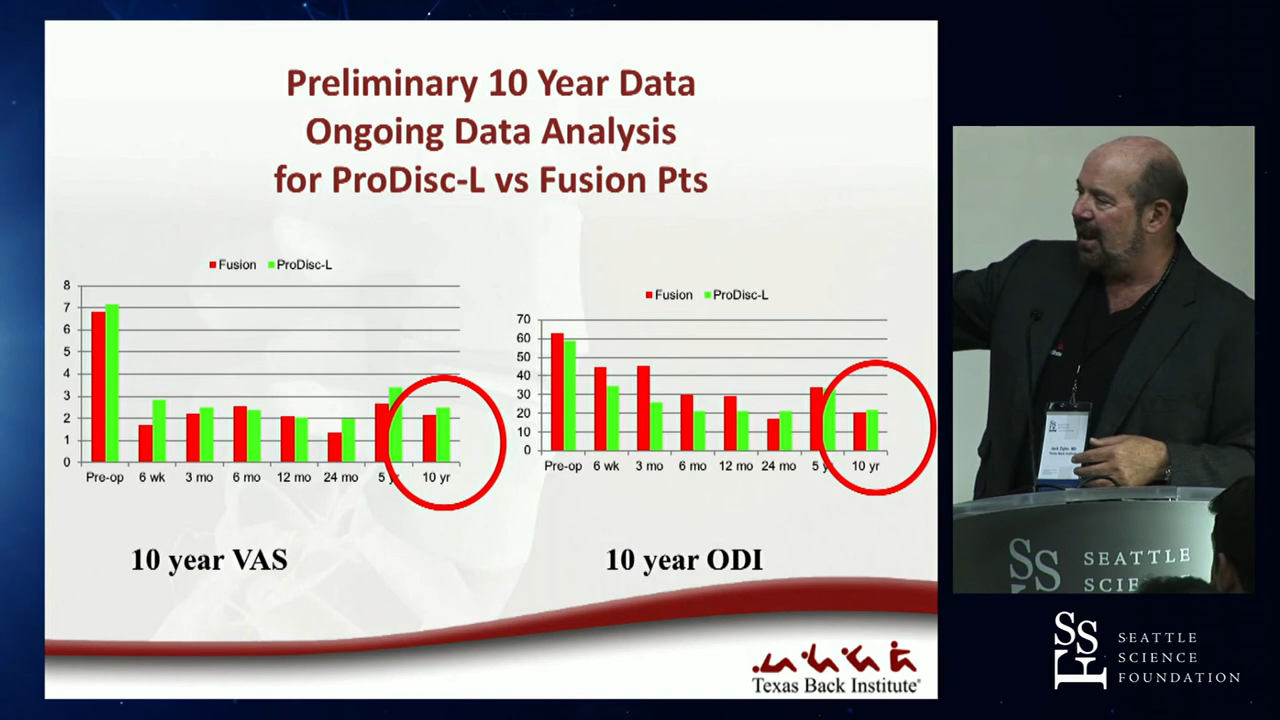 Preliminary 10 Year Data
Ongoing Data Analysis
for ProDisc-L vs Fusion Pts
Fusion ProDisc-L
8
7
6
5
4
3
2
1
0
Pre-op 6 wk 3 mo 6 mo 12 mo 24 mo 10 yr
10 year VAS
Fusion ProDisc-L
70
60
50
40
30
20
10
0
Pre-op 6 wk 3 mo 6 mo 12 mo 24 mo 10 yr
10 year ODI
Texas Back Institute
SEATTLE
SSF
SEATTLE
SCIENCE
FOUNDATION